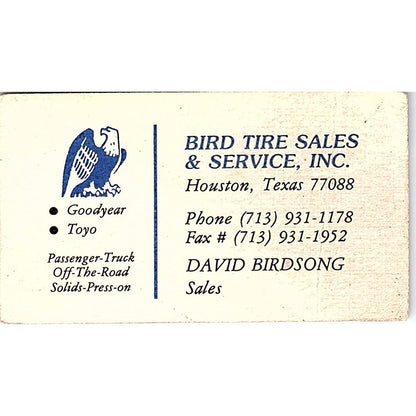 ● Goodyear
● Toyo
Passenger-Truck
Off-The-Road
Solids-Press-on
BIRD TIRE SALES
& SERVICE, INC.
Houston, Texas 77088
Phone (713) 931-1178
Fax # (713) 931-1952
DAVID BIRDSONG
Sales